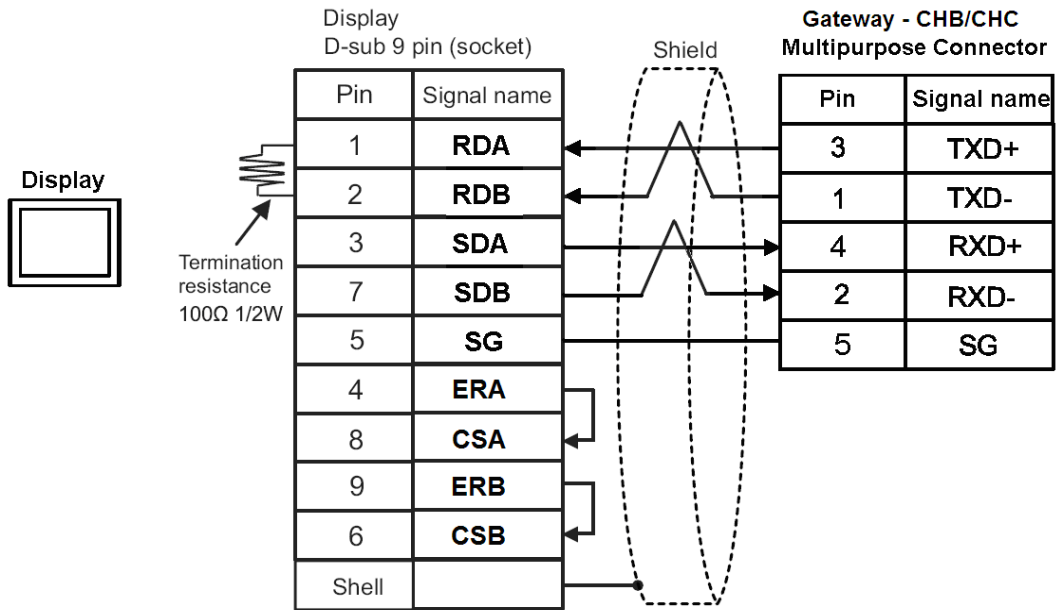 Display
D-sub 9 pin (socket)
Shield
Gateway - CHB/CHC
Multipurpose Connector
Display
Termination
resistance
100Ω 1/2W
Pin Signal name
1 RDA
2 RDB
3 SDA
7 SDB
5 SG
4 ERA
8 CSA
9 ERB
6 CSB
Shell
Pin Signal name
3 TXD+
1 TXD-
4 RXD+
2 RXD-
5 SG